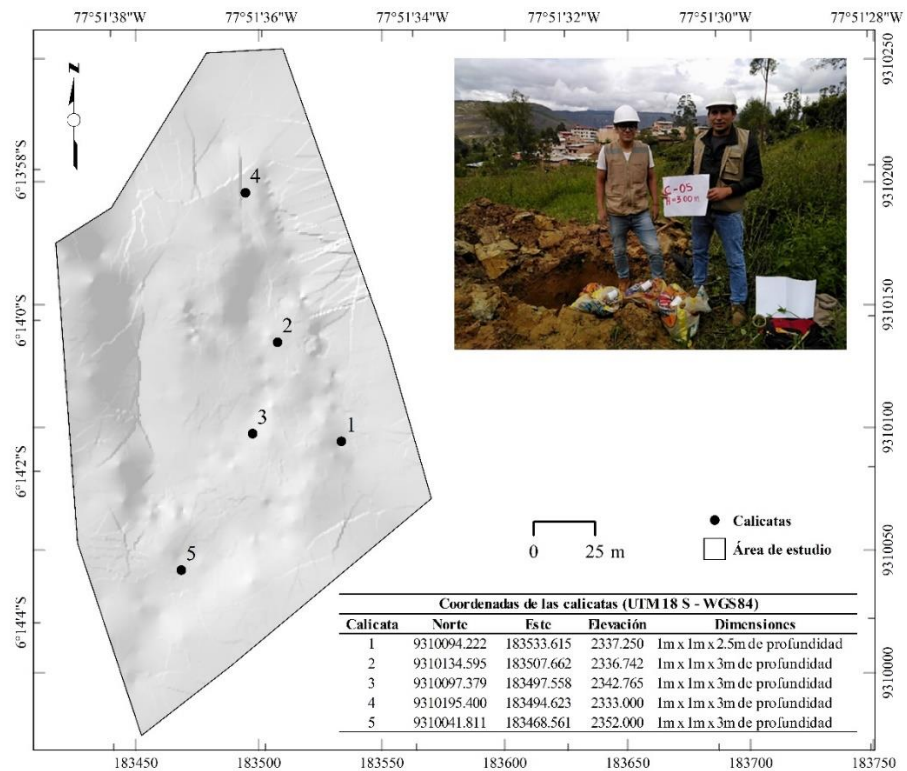 77°51'38"W 77°51'36"W 77°51'34"W 77°51'32"W 77°51'30"W 77°51'28"W
6°13'58"S
6°14'0"S
6°14'2"S
6°14'4"S
9310250
9310200
9310150
9310100
9310050
9310000
N
4
2
3
1
5
C-05
H=3.00m
0 25 m
Calicatas
Área de estudio
Coordenadas de las calicatas (UTM 18 S - WGS84)
Calicata Norte Este Elevación Dimensiones
1 9310094.222 183533.615 2337.250 1m x 1m x 2.5m de profundidad
2 9310134.595 183507.662 2336.742 1m x 1m x 3m de profundidad
3 9310097.379 183497.558 2342.765 1m x 1m x 3m de profundidad
4 9310195.400 183494.623 2333.000 1m x 1m x 3m de profundidad
5 9310041.811 183468.561 2352.000 1m x 1m x 3m de profundidad
183450 183500 183550 183600 183650 183700 183750